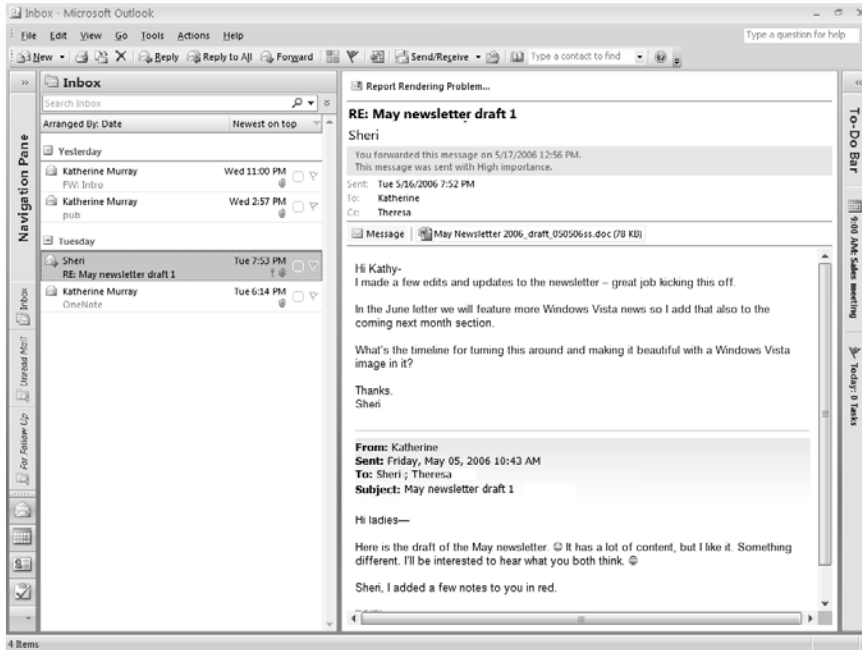 Inbox - Microsoft Outlook
File Edit View Go Tools Actions Help
Type a question for help
New Reply Reply to All Forward Send/Receive Type a contact to find
Navigation Pane
Inbox
Unread Mail
For Follow Up
Inbox
Search Inbox
Arranged By: Date Newest on top
Yesterday
Katherine Murray Wed 11:00 PM
FW: Intro
Katherine Murray Wed 2:57 PM
pub
Tuesday
Sheri Tue 7:53 PM
RE: May newsletter draft 1
Katherine Murray Tue 6:14 PM
OneNote
Report Rendering Problem...
RE: May newsletter draft 1
Sheri
You forwarded this message on 5/17/2006 12:56 PM.
This message was sent with High importance.
Sent: Tue 5/16/2006 7:52 PM
To: Katherine
Cc: Theresa
Message May Newsletter 2006_draft_050506ss.doc (78 KB)
Hi Kathy-
I made a few edits and updates to the newsletter – great job kicking this off.
In the June letter we will feature more Windows Vista news so I add that also to the
coming next month section.
What's the timeline for turning this around and making it beautiful with a Windows Vista
image in it?
Thanks.
Sheri
From: Katherine
Sent: Friday, May 05, 2006 10:43 AM
To: Sheri ; Theresa
Subject: May newsletter draft 1
Hi ladies—
Here is the draft of the May newsletter. ☺ It has a lot of content, but I like it. Something
different. I'll be interested to hear what you both think. ☺
Sheri, I added a few notes to you in red.
To-Do Bar
9:00 AM: Sales meeting
Today: 0 Tasks
4 Items